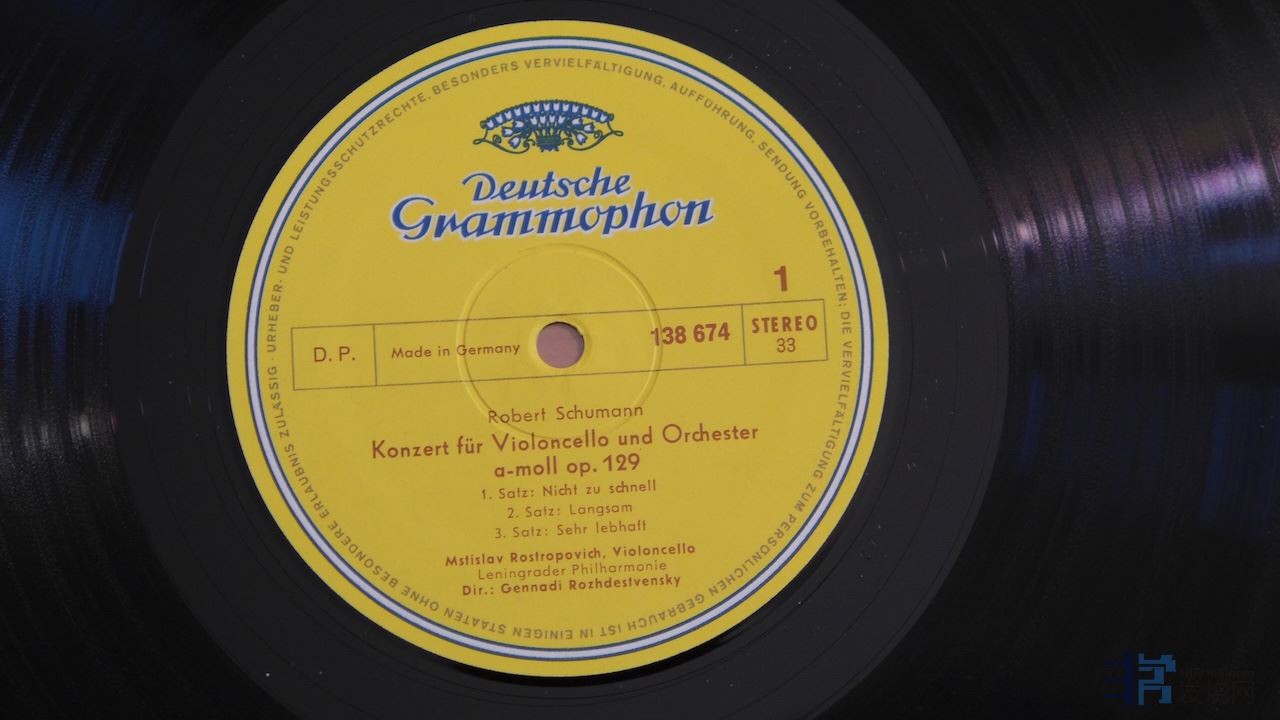 URHEBER- UND LEISTUNGSSCHUTZRECHTE, BESONDERS VERVIELFÄLTIGUNG, AUFFÜHRUNG, SENDUNG VORBEHALTEN; DIE VERVIELFÄLTIGUNG ZUM PERSÖNLICHEN GEBRAUCH IST IN EINIGEN STAATEN OHNE BESONDERE ERLAUBNIS ZULÄSSIG ·
Deutsche
Grammophon
1
D. P.
Made in Germany
138 674
STEREO
33
Robert Schumann
Konzert für Violoncello und Orchester
a-moll op. 129
1. Satz: Nicht zu schnell
2. Satz: Langsam
3. Satz: Sehr lebhaft
Mstislav Rostropovich, Violoncello
Leningrader Philharmonie
Dir.: Gennadi Rozhdestvensky
发烧网